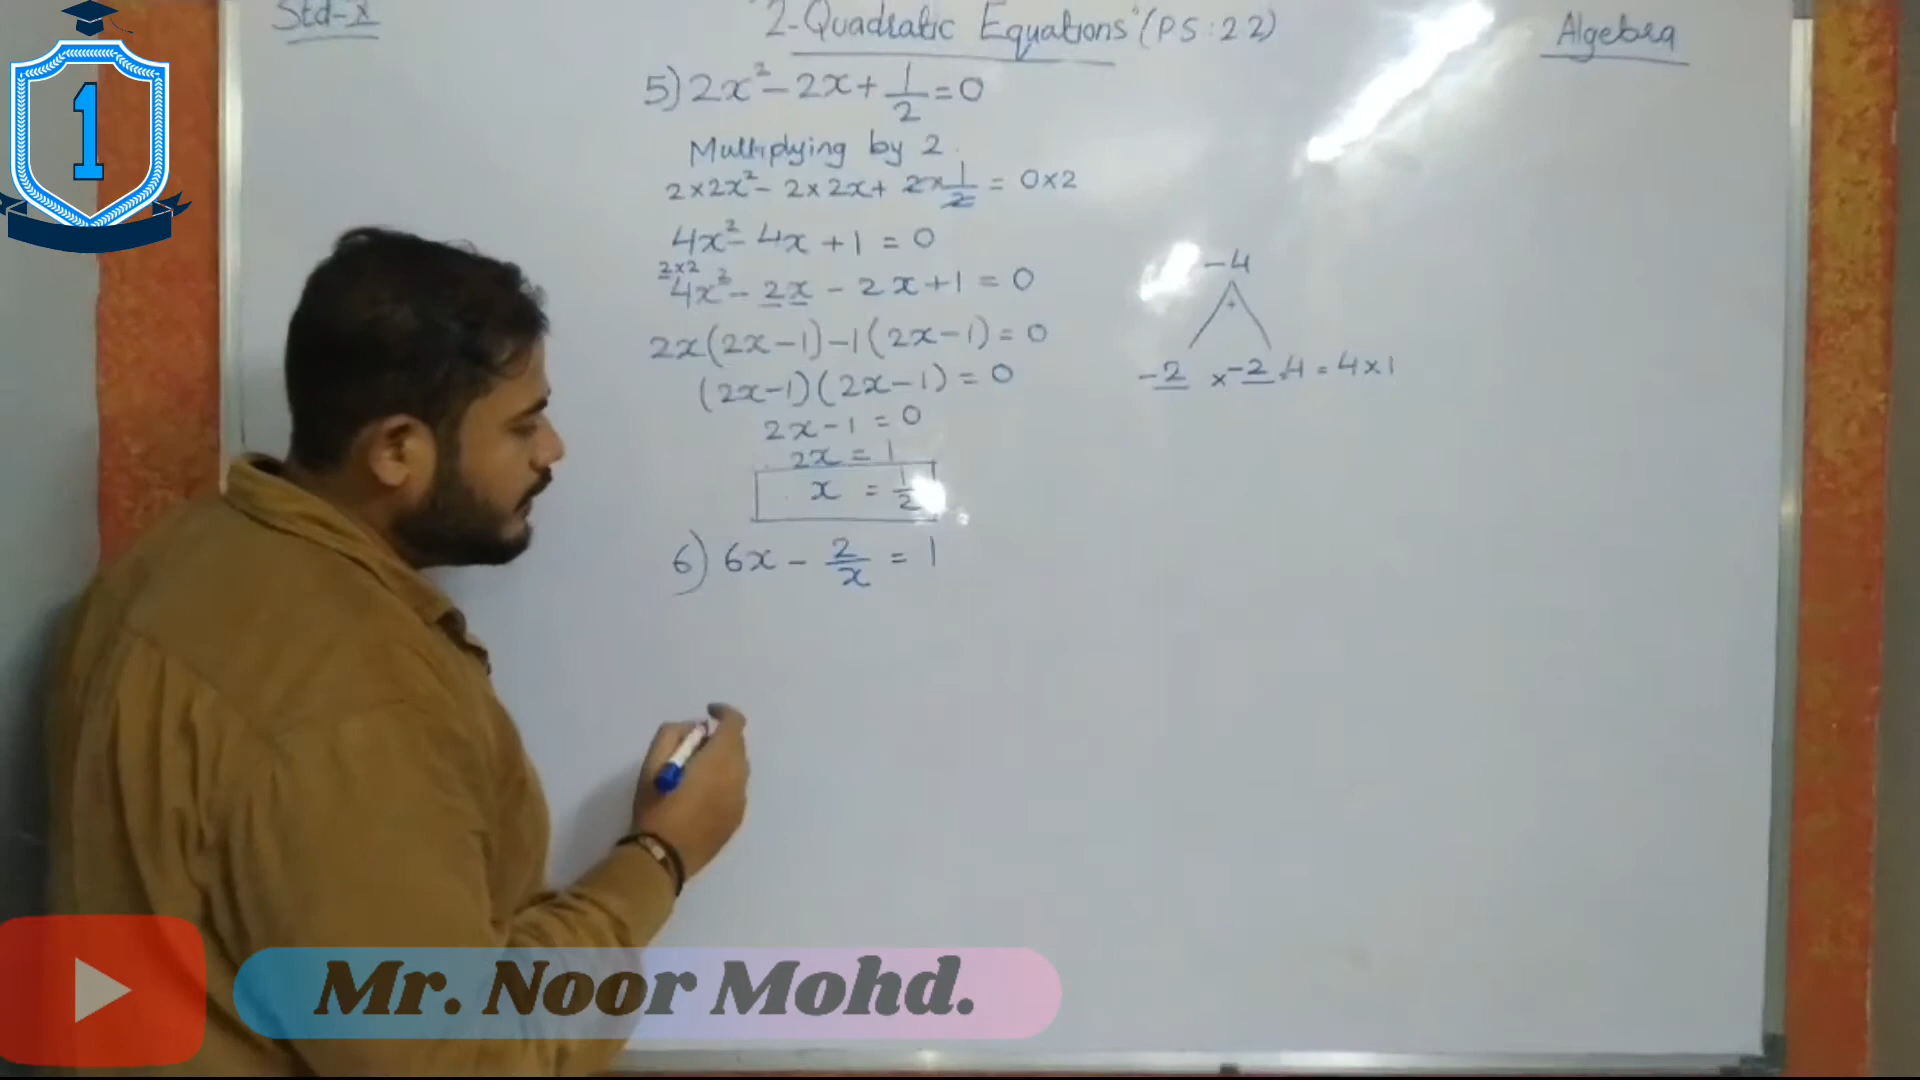 Std-X
"2-Quadratic Equations" (PS:22)
Algebra
1
5) 2x² - 2x + 1/2 = 0
Multiplying by 2.
2×2x² - 2×2x + 2×1/2 = 0×2
4x² - 4x + 1 = 0
2×2
4x² - 2x - 2x + 1 = 0
2x(2x-1) -1(2x-1) = 0
(2x-1)(2x-1) = 0
2x-1 = 0
2x = 1
x = 1/2
-4
+
-2 × -2 4 = 4×1
6) 6x - 2/x = 1
Mr. Noor Mohd.